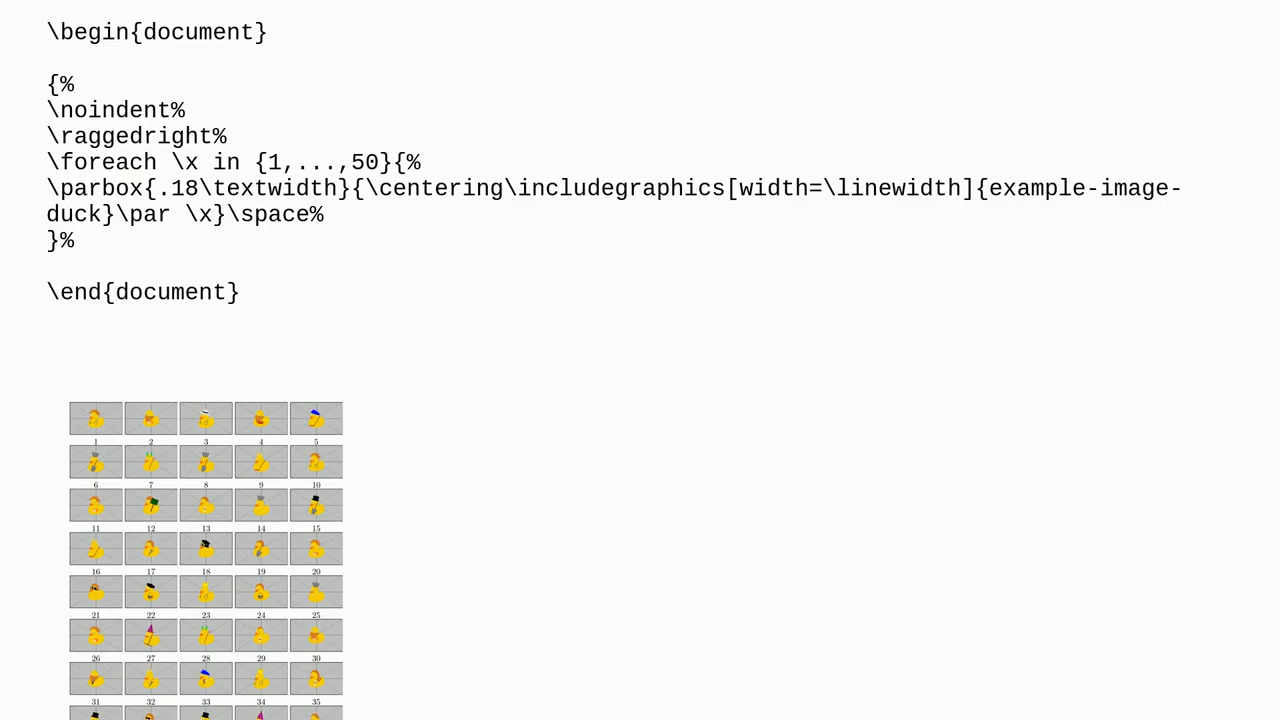 \begin{document}
{%
\noindent%
\raggedright%
\foreach \x in {1,...,50}{%
\parbox{.18\textwidth}{\centering\includegraphics[width=\linewidth]{example-image-
duck}\par \x}\space%
}%
\end{document}
1 2 3 4 5
6 7 8 9 10
11 12 13 14 15
16 17 18 19 20
21 22 23 24 25
26 27 28 29 30
31 32 33 34 35